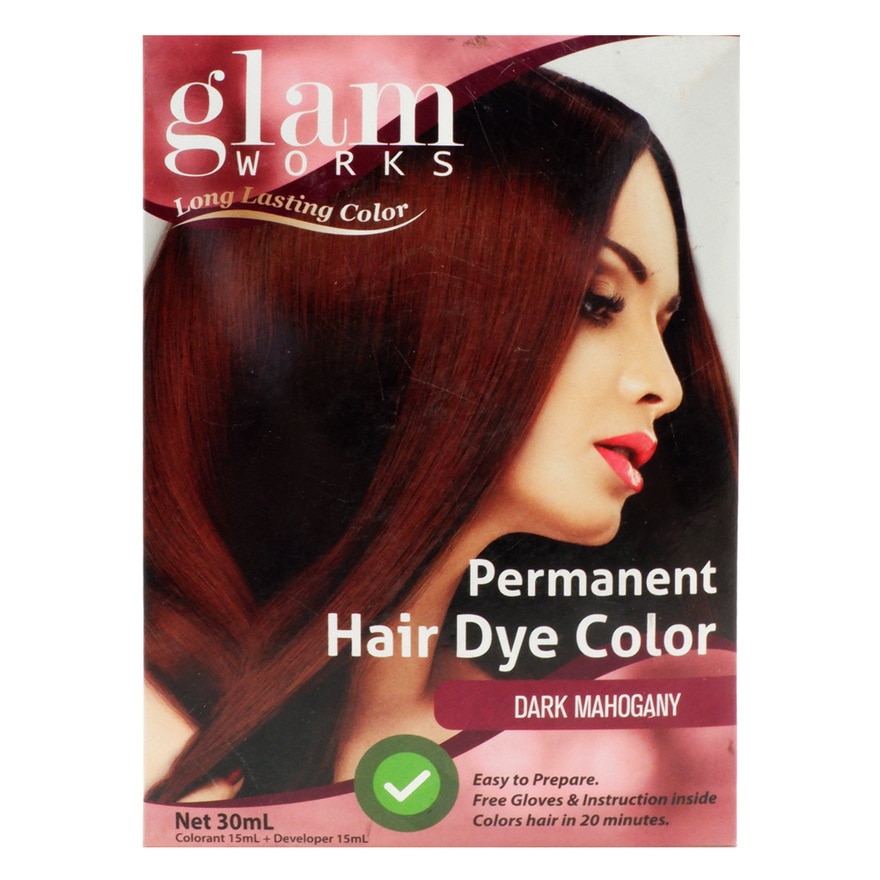 glam
WORKS
Long Lasting Color
Permanent
Hair Dye Color
DARK MAHOGANY
Easy to Prepare.
Free Gloves & Instruction inside
Colors hair in 20 minutes.
Net 30mL
Colorant 15mL + Developer 15mL